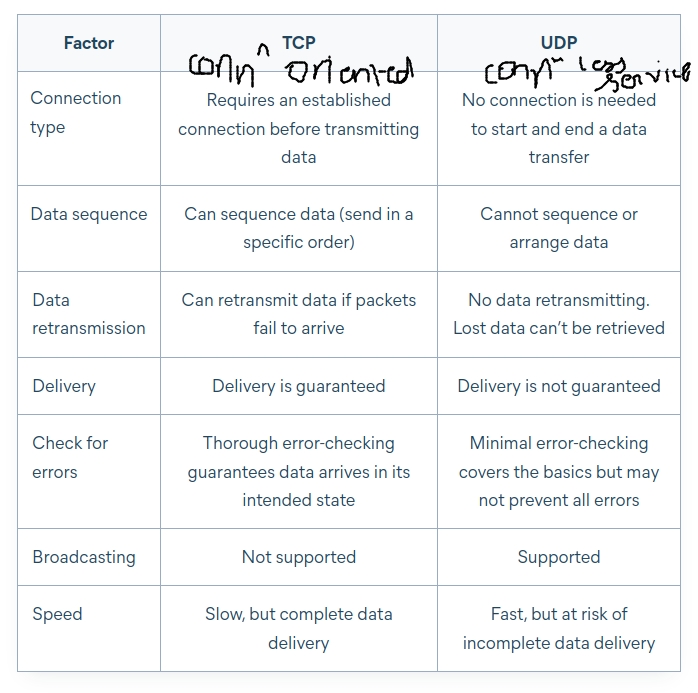 Factor TCP UDP
connⁿ oriented connⁿ less service
Connection type
Requires an established
connection before transmitting
data
No connection is needed
to start and end a data
transfer
Data sequence
Can sequence data (send in a
specific order)
Cannot sequence or
arrange data
Data
retransmission
Can retransmit data if packets
fail to arrive
No data retransmitting.
Lost data can’t be retrieved
Delivery
Delivery is guaranteed
Delivery is not guaranteed
Check for
errors
Thorough error-checking
guarantees data arrives in its
intended state
Minimal error-checking
covers the basics but may
not prevent all errors
Broadcasting
Not supported
Supported
Speed
Slow, but complete data
delivery
Fast, but at risk of
incomplete data delivery